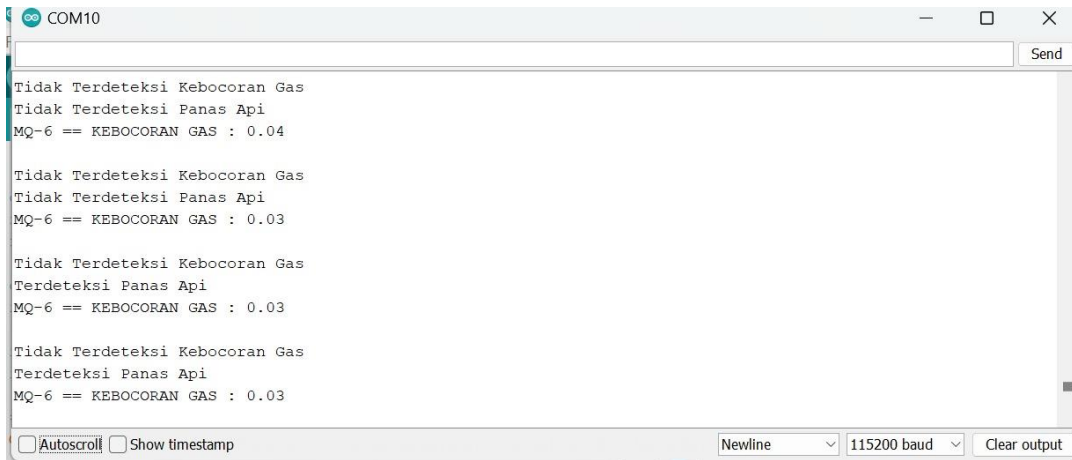 COM10
Send
Tidak Terdeteksi Kebocoran Gas
Tidak Terdeteksi Panas Api
MQ-6 == KEBOCORAN GAS : 0.04
Tidak Terdeteksi Kebocoran Gas
Tidak Terdeteksi Panas Api
MQ-6 == KEBOCORAN GAS : 0.03
Tidak Terdeteksi Kebocoran Gas
Terdeteksi Panas Api
MQ-6 == KEBOCORAN GAS : 0.03
Tidak Terdeteksi Kebocoran Gas
Terdeteksi Panas Api
MQ-6 == KEBOCORAN GAS : 0.03
Autoscroll Show timestamp Newline 115200 baud Clear output